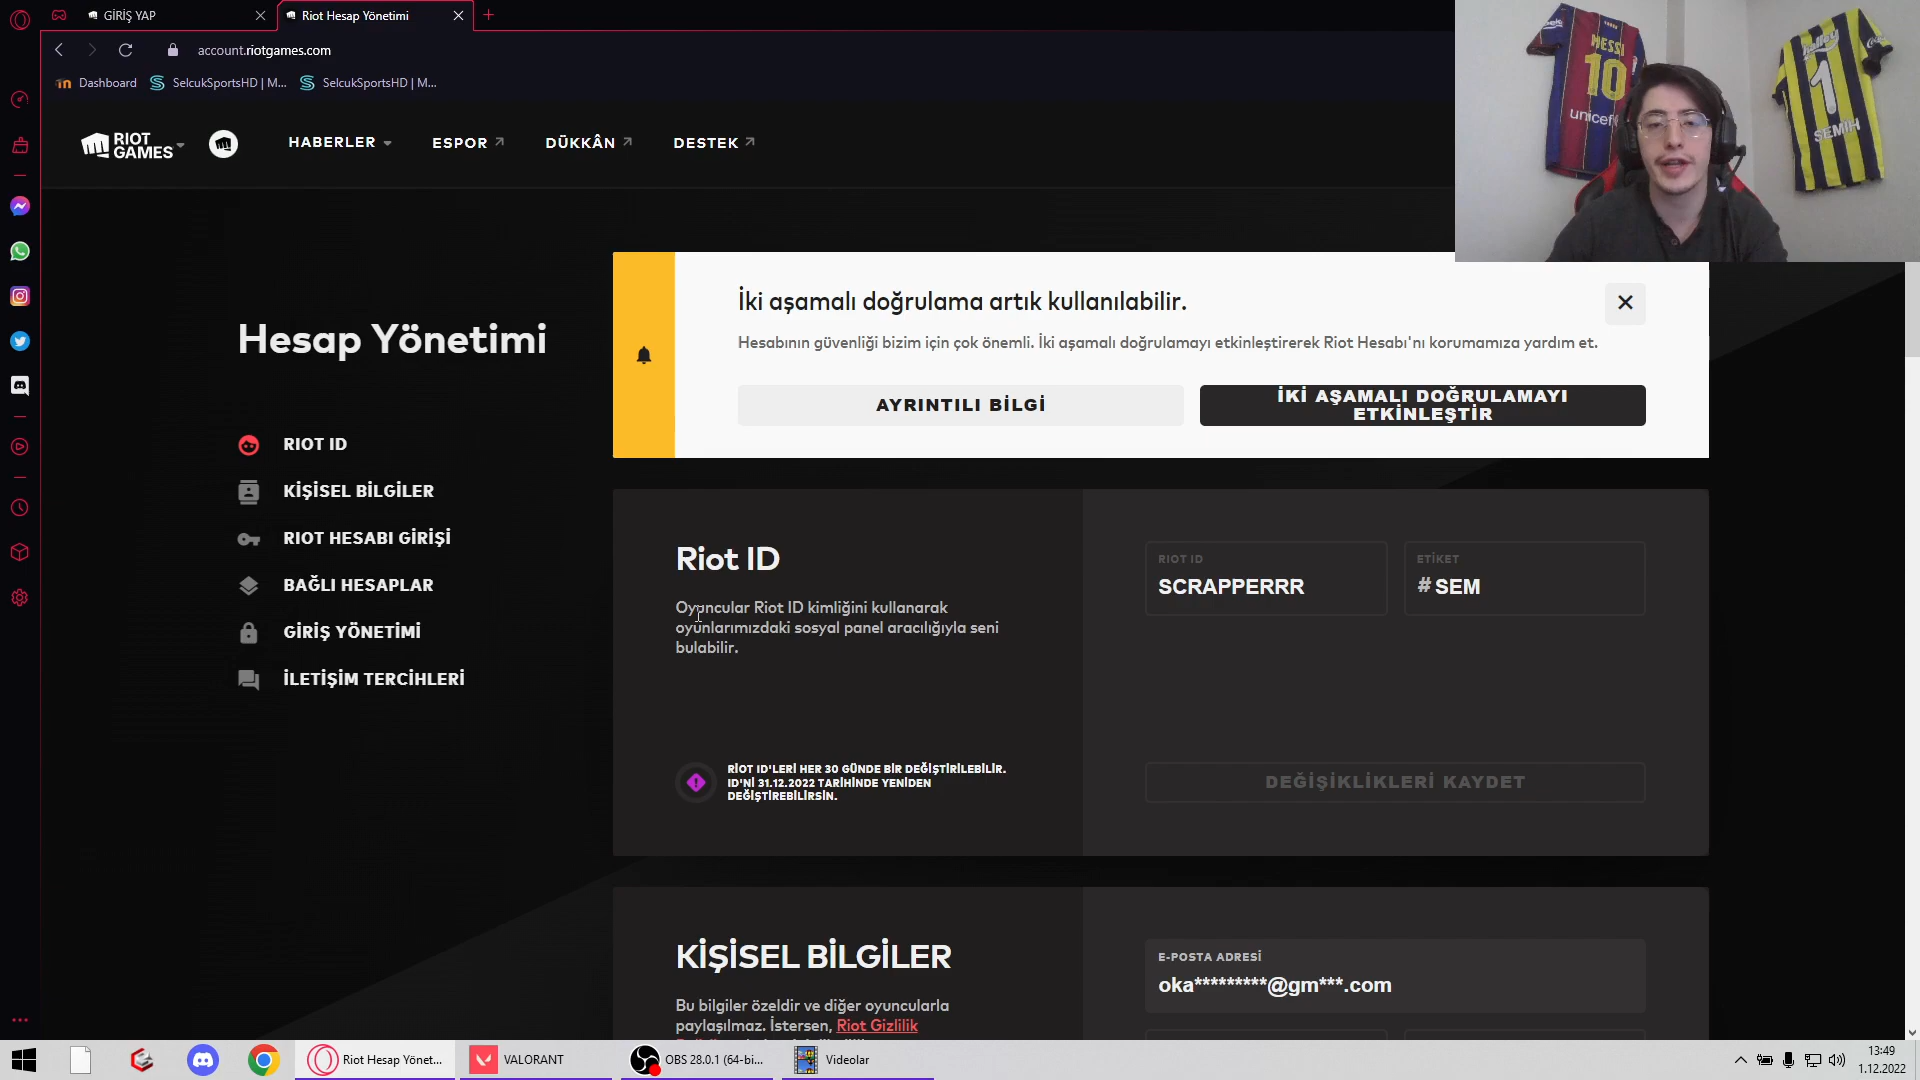 GİRİŞ YAP
Riot Hesap Yönetimi
account.riotgames.com
Dashboard
SelcukSportsHD | M...
SelcukSportsHD | M...
RIOT GAMES
HABERLER
ESPOR
DÜKKÂN
DESTEK
MESSI
10
unicef
1
SEMİH
İki aşamalı doğrulama artık kullanılabilir.
Hesabının güvenliği bizim için çok önemli. İki aşamalı doğrulamayı etkinleştirerek Riot Hesabı'nı korumamıza yardım et.
AYRINTILI BİLGİ
İKİ AŞAMALI DOĞRULAMAYI
ETKİNLEŞTİR
Hesap Yönetimi
RIOT ID
KİŞİSEL BİLGİLER
RIOT HESABI GİRİŞİ
BAĞLI HESAPLAR
GİRİŞ YÖNETİMİ
İLETİŞİM TERCİHLERİ
Riot ID
Oyuncular Riot ID kimliğini kullanarak
oyunlarımızdaki sosyal panel aracılığıyla seni
bulabilir.
RİOT ID'LERİ HER 30 GÜNDE BİR DEĞİŞTİRİLEBİLİR.
ID'Nİ 31.12.2022 TARİHİNDE YENİDEN
DEĞİŞTİREBİLİRSİN.
RIOT ID
SCRAPPERRR
ETİKET
#SEM
DEĞİŞİKLİKLERİ KAYDET
KİŞİSEL BİLGİLER
Bu bilgiler özeldir ve diğer oyuncularla
paylaşılmaz. İstersen, Riot Gizlilik
E-POSTA ADRESİ
oka*********@gm***.com
Riot Hesap Yönet...
VALORANT
OBS 28.0.1 (64-bi...
Videolar
13:49
1.12.2022